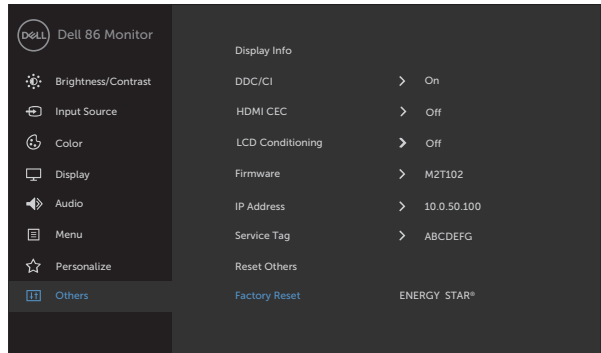 DELL Dell 86 Monitor
Display Info
Brightness/Contrast DDC/CI > On
Input Source HDMI CEC > Off
Color LCD Conditioning > Off
Display Firmware > M2T102
Audio IP Address > 10.0.50.100
Menu Service Tag > ABCDEFG
Personalize Reset Others
Others Factory Reset ENERGY STAR®